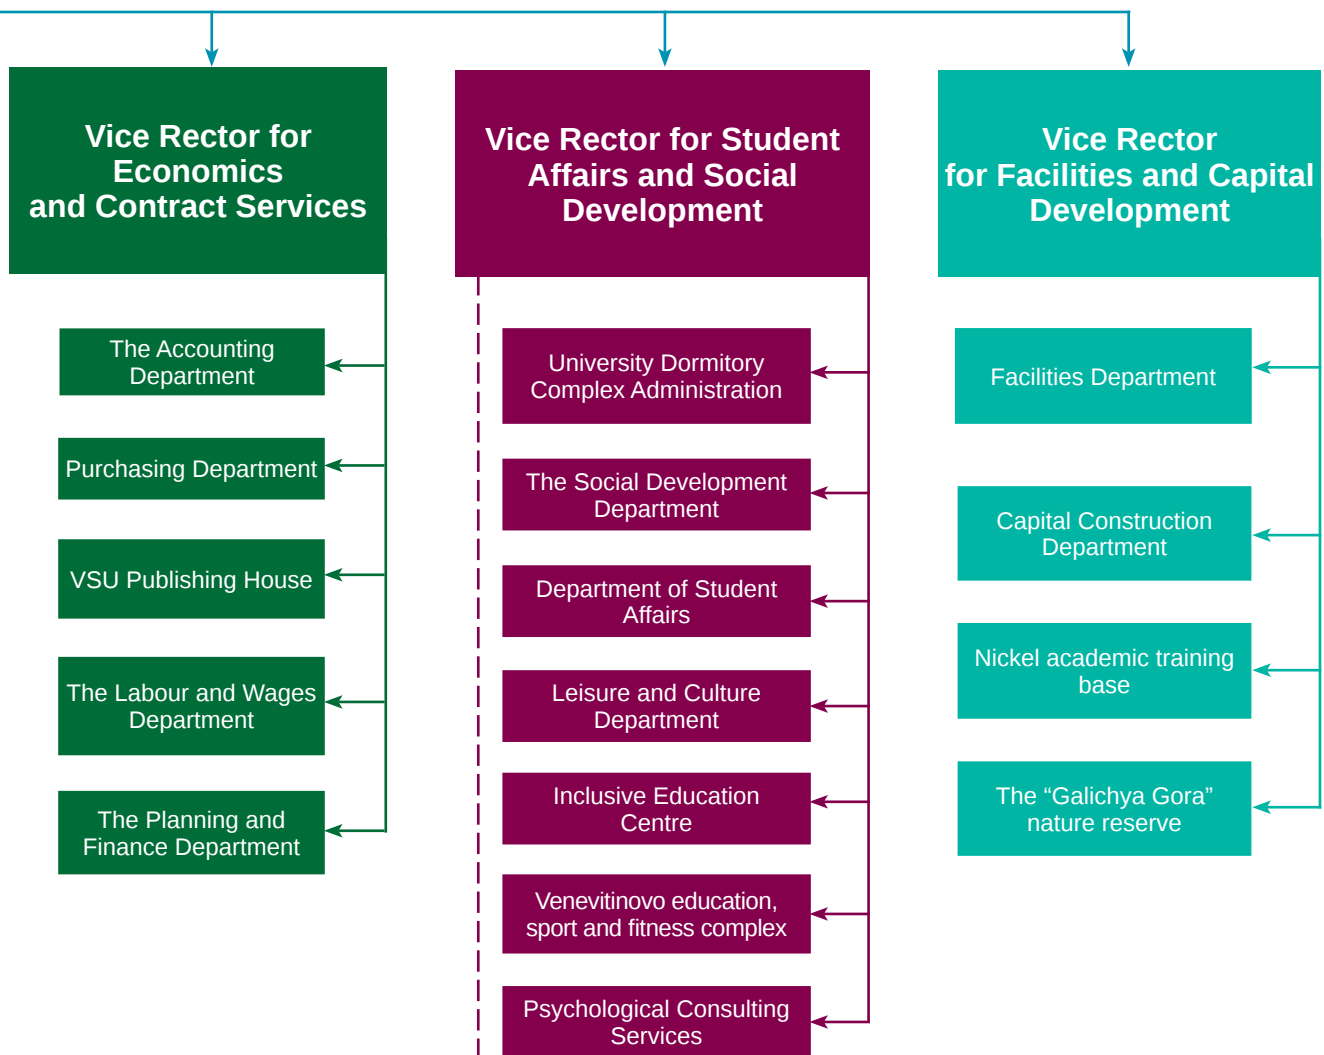 Vice Rector for
Economics
and Contract Services
The Accounting
Department
Purchasing Department
VSU Publishing House
The Labour and Wages
Department
The Planning and
Finance Department
Vice Rector for Student
Affairs and Social
Development
University Dormitory
Complex Administration
The Social Development
Department
Department of Student
Affairs
Leisure and Culture
Department
Inclusive Education
Centre
Venevitinovo education,
sport and fitness complex
Psychological Consulting
Services
Vice Rector
for Facilities and Capital
Development
Facilities Department
Capital Construction
Department
Nickel academic training
base
The “Galichya Gora”
nature reserve